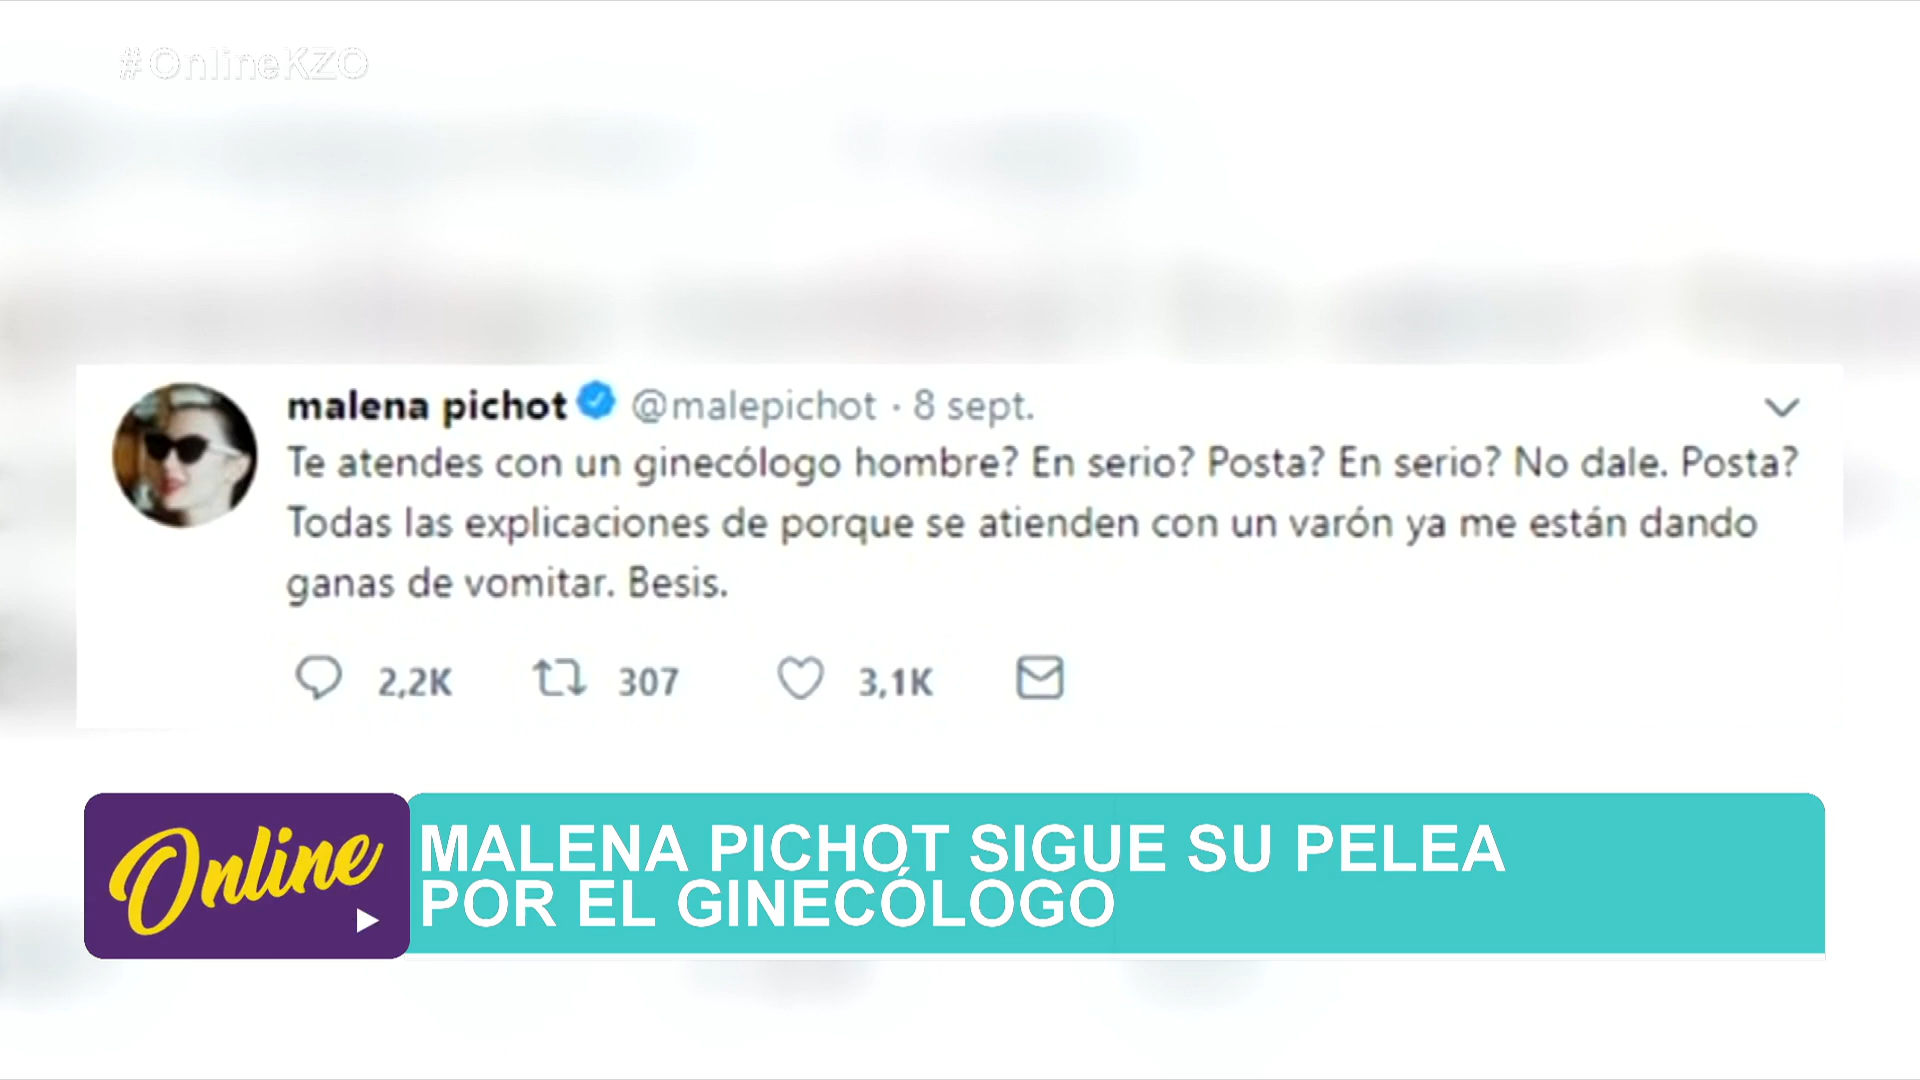 #OnlineKZO
malena pichot @malepichot · 8 sept.
Te atendes con un ginecólogo hombre? En serio? Posta? En serio? No dale. Posta?
Todas las explicaciones de porque se atienden con un varón ya me están dando
ganas de vomitar. Besis.
2,2K 307 3,1K
Online
MALENA PICHOT SIGUE SU PELEA
POR EL GINECÓLOGO